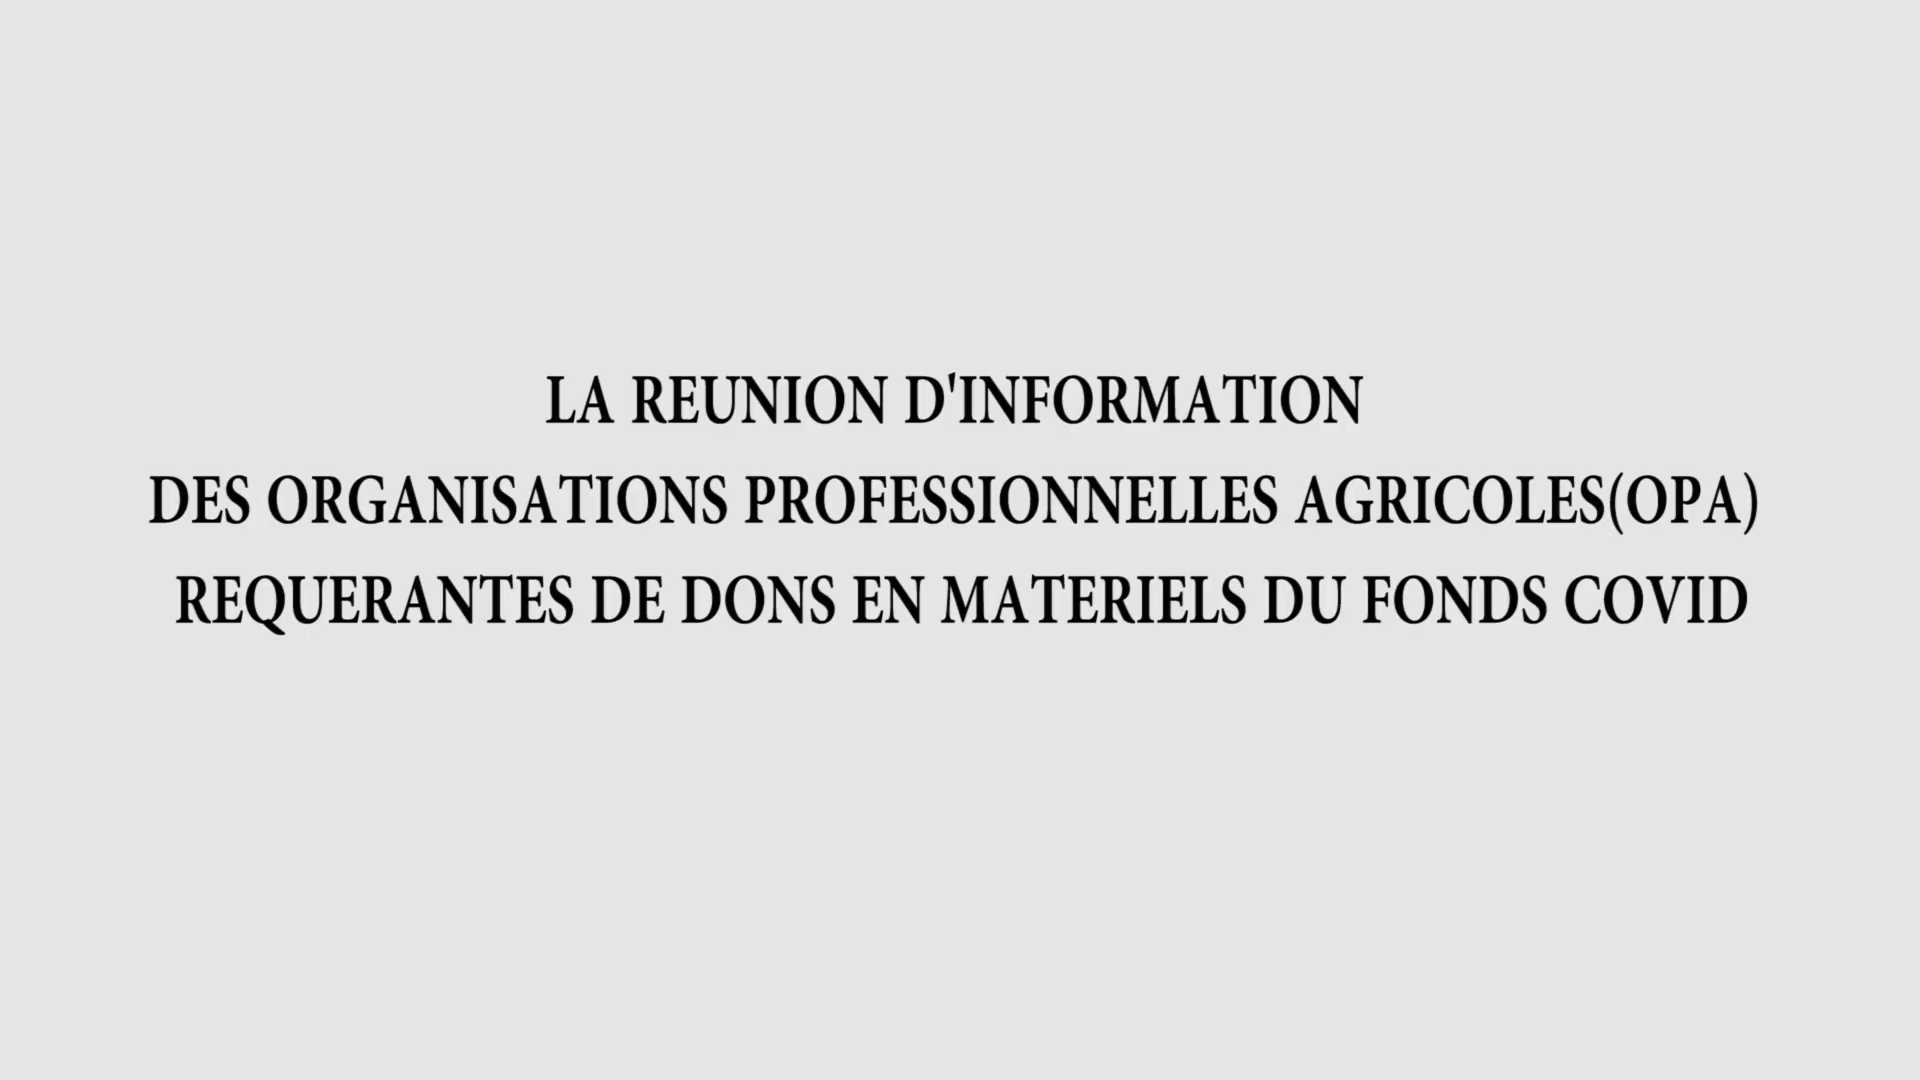 LA REUNION D'INFORMATION
DES ORGANISATIONS PROFESSIONNELLES AGRICOLES(OPA)
REQUERANTES DE DONS EN MATERIELS DU FONDS COVID